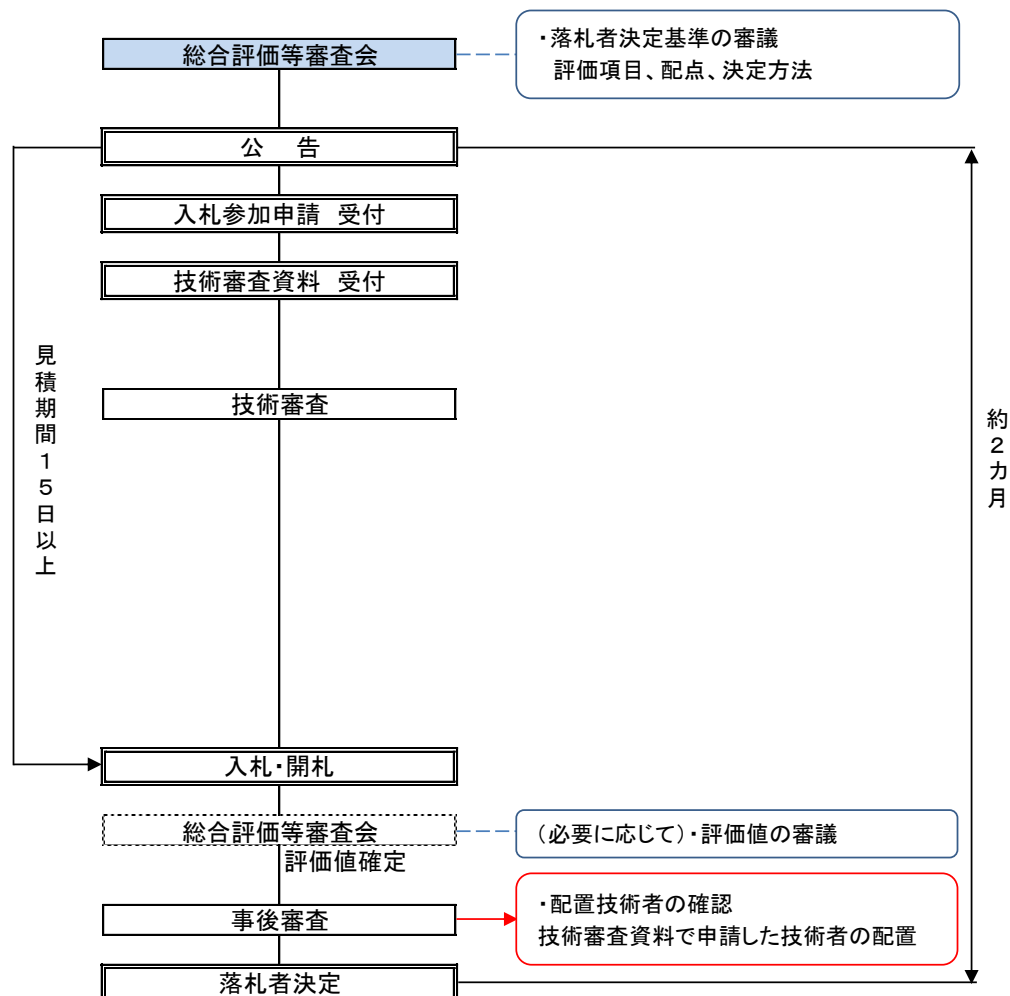 総合評価等審査会
・落札者決定基準の審議
評価項目、配点、決定方法
公　告
入札参加申請　受付
技術審査資料　受付
見積期間１５日以上
技術審査
約２カ月
入札・開札
総合評価等審査会
（必要に応じて）・評価値の審議
評価値確定
事後審査
・配置技術者の確認
技術審査資料で申請した技術者の配置
落札者決定